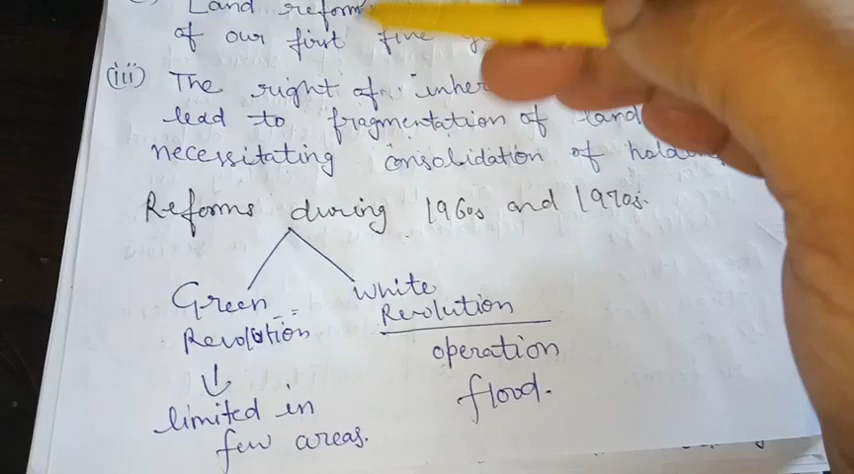 Land reform
of our first five
(iii) The right of inher
lead to fragmentation of land
necessitating consolidation of hold
Reforms during 1960s and 1970s.
Green
Revolution
limited in
few areas.
White
Revolution
operation
flood.